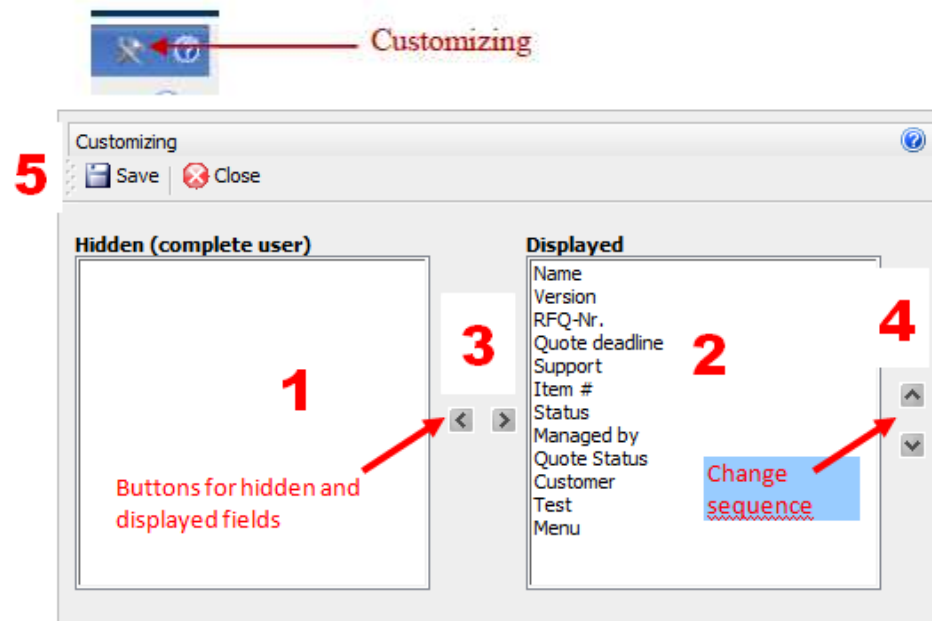 Customizing
Customizing
5
Save
Close
Hidden (complete user)
Displayed
Name
Version
RFQ-Nr.
Quote deadline
Support
Item #
Status
Managed by
Quote Status
Customer
Test
Menu
1
3
2
4
Buttons for hidden and
displayed fields
Change
sequence